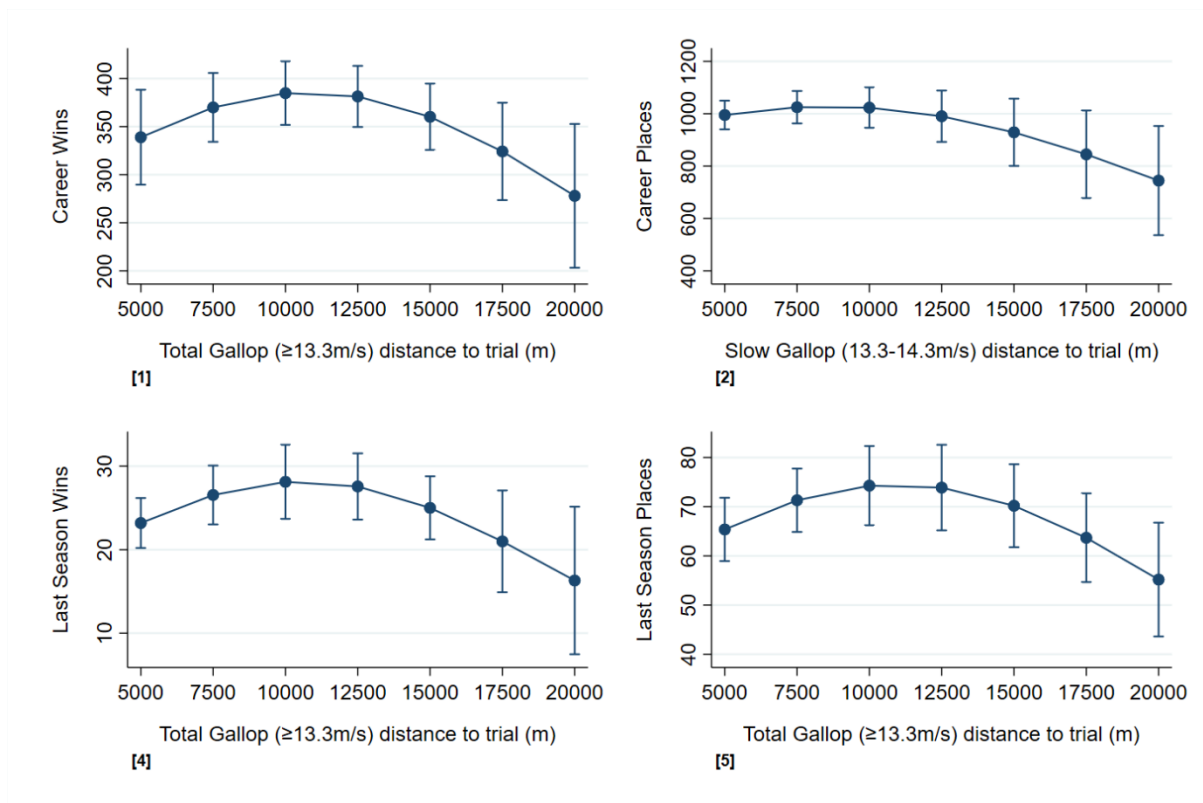 Career Wins
400
350
300
250
200
5000 7500 10000 12500 15000 17500 20000
Total Gallop (≥13.3m/s) distance to trial (m)
[1]
Career Places
1200
1000
800
600
400
5000 7500 10000 12500 15000 17500 20000
Slow Gallop (13.3-14.3m/s) distance to trial (m)
[2]
Last Season Wins
30
20
10
5000 7500 10000 12500 15000 17500 20000
Total Gallop (≥13.3m/s) distance to trial (m)
[4]
Last Season Places
80
70
60
50
40
5000 7500 10000 12500 15000 17500 20000
Total Gallop (≥13.3m/s) distance to trial (m)
[5]